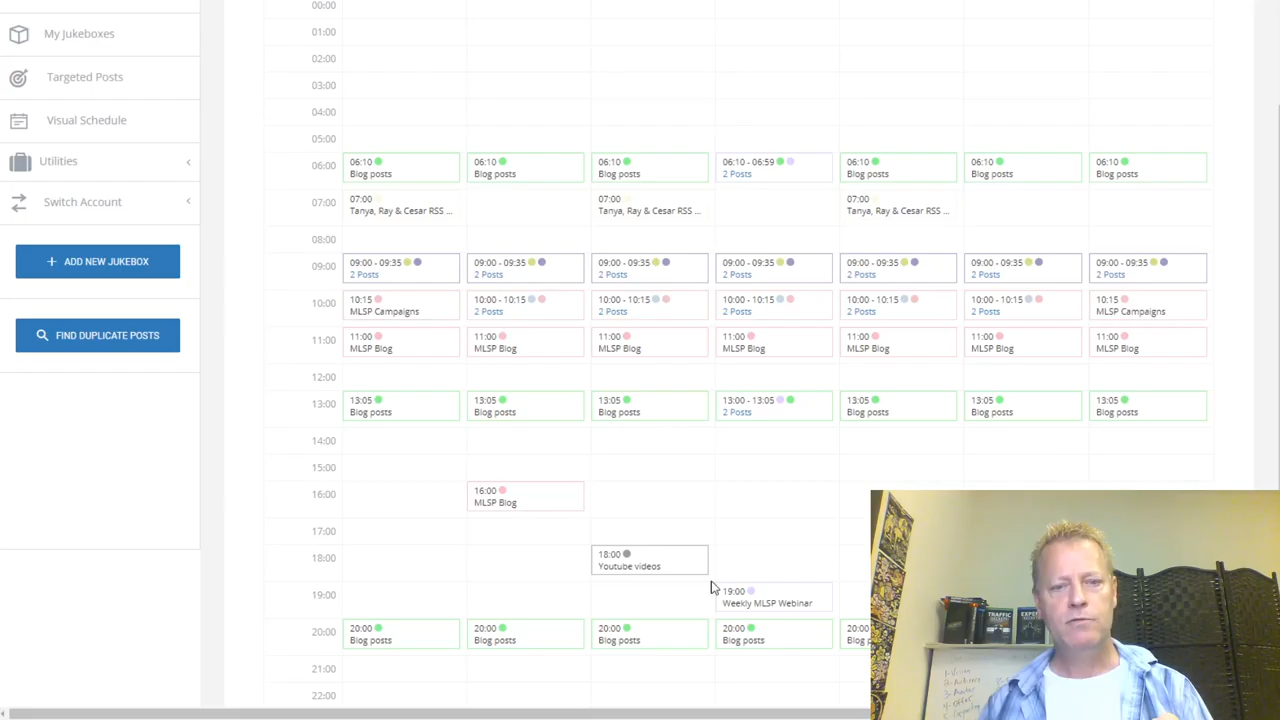 00:00
My Jukeboxes
01:00
02:00
Targeted Posts
03:00
04:00
Visual Schedule
05:00
Utilities
06:00
06:10
Blog posts
06:10
Blog posts
06:10
Blog posts
06:10 - 06:59
2 Posts
06:10
Blog posts
06:10
Blog posts
06:10
Blog posts
Switch Account
07:00
07:00
Tanya, Ray & Cesar RSS ...
07:00
Tanya, Ray & Cesar RSS ...
07:00
Tanya, Ray & Cesar RSS ...
08:00
ADD NEW JUKEBOX
09:00
09:00 - 09:35
2 Posts
09:00 - 09:35
2 Posts
09:00 - 09:35
2 Posts
09:00 - 09:35
2 Posts
09:00 - 09:35
2 Posts
09:00 - 09:35
2 Posts
09:00 - 09:35
2 Posts
10:00
10:15
MLSP Campaigns
10:00 - 10:15
2 Posts
10:00 - 10:15
2 Posts
10:00 - 10:15
2 Posts
10:00 - 10:15
2 Posts
10:00 - 10:15
2 Posts
10:15
MLSP Campaigns
FIND DUPLICATE POSTS
11:00
11:00
MLSP Blog
11:00
MLSP Blog
11:00
MLSP Blog
11:00
MLSP Blog
11:00
MLSP Blog
11:00
MLSP Blog
11:00
MLSP Blog
12:00
13:00
13:05
Blog posts
13:05
Blog posts
13:05
Blog posts
13:00 - 13:05
2 Posts
13:05
Blog posts
13:05
Blog posts
13:05
Blog posts
14:00
15:00
16:00
16:00
MLSP Blog
17:00
18:00
18:00
Youtube videos
19:00
19:00
Weekly MLSP Webinar
20:00
20:00
Blog posts
20:00
Blog posts
20:00
Blog posts
20:00
Blog posts
20:00
Blog
21:00
22:00
TRAFFIC
SECRETS
EXPERT
SECRETS
1-Vision
2-Audience
3-Avatar
4-Offer